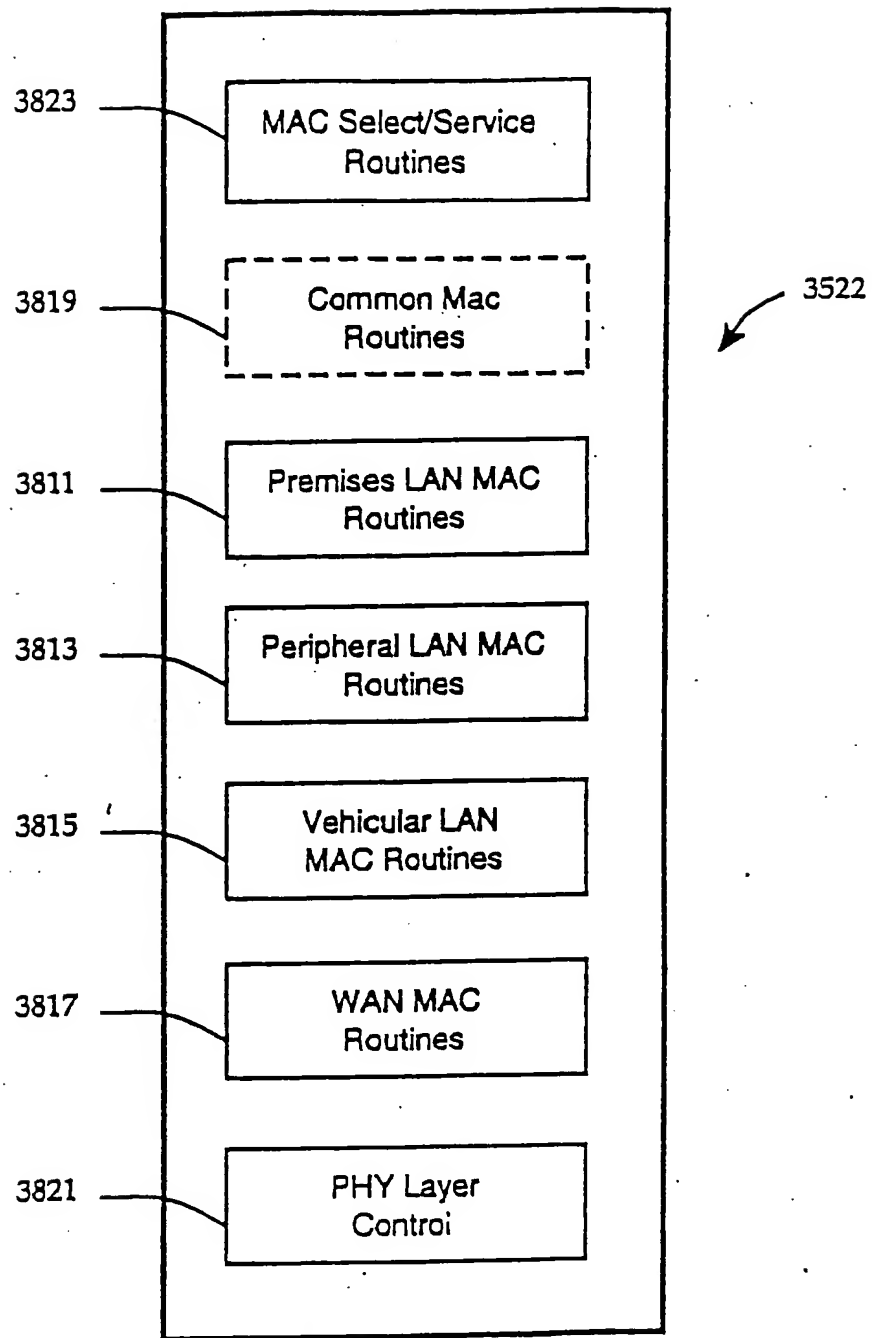 3823
MAC Select/Service
Routines
3819
Common Mac
Routines
3522
3811
Premises LAN MAC
Routines
3813
Peripheral LAN MAC
Routines
3815
Vehicular LAN
MAC Routines
3817
WAN MAC
Routines
3821
PHY Layer
Control